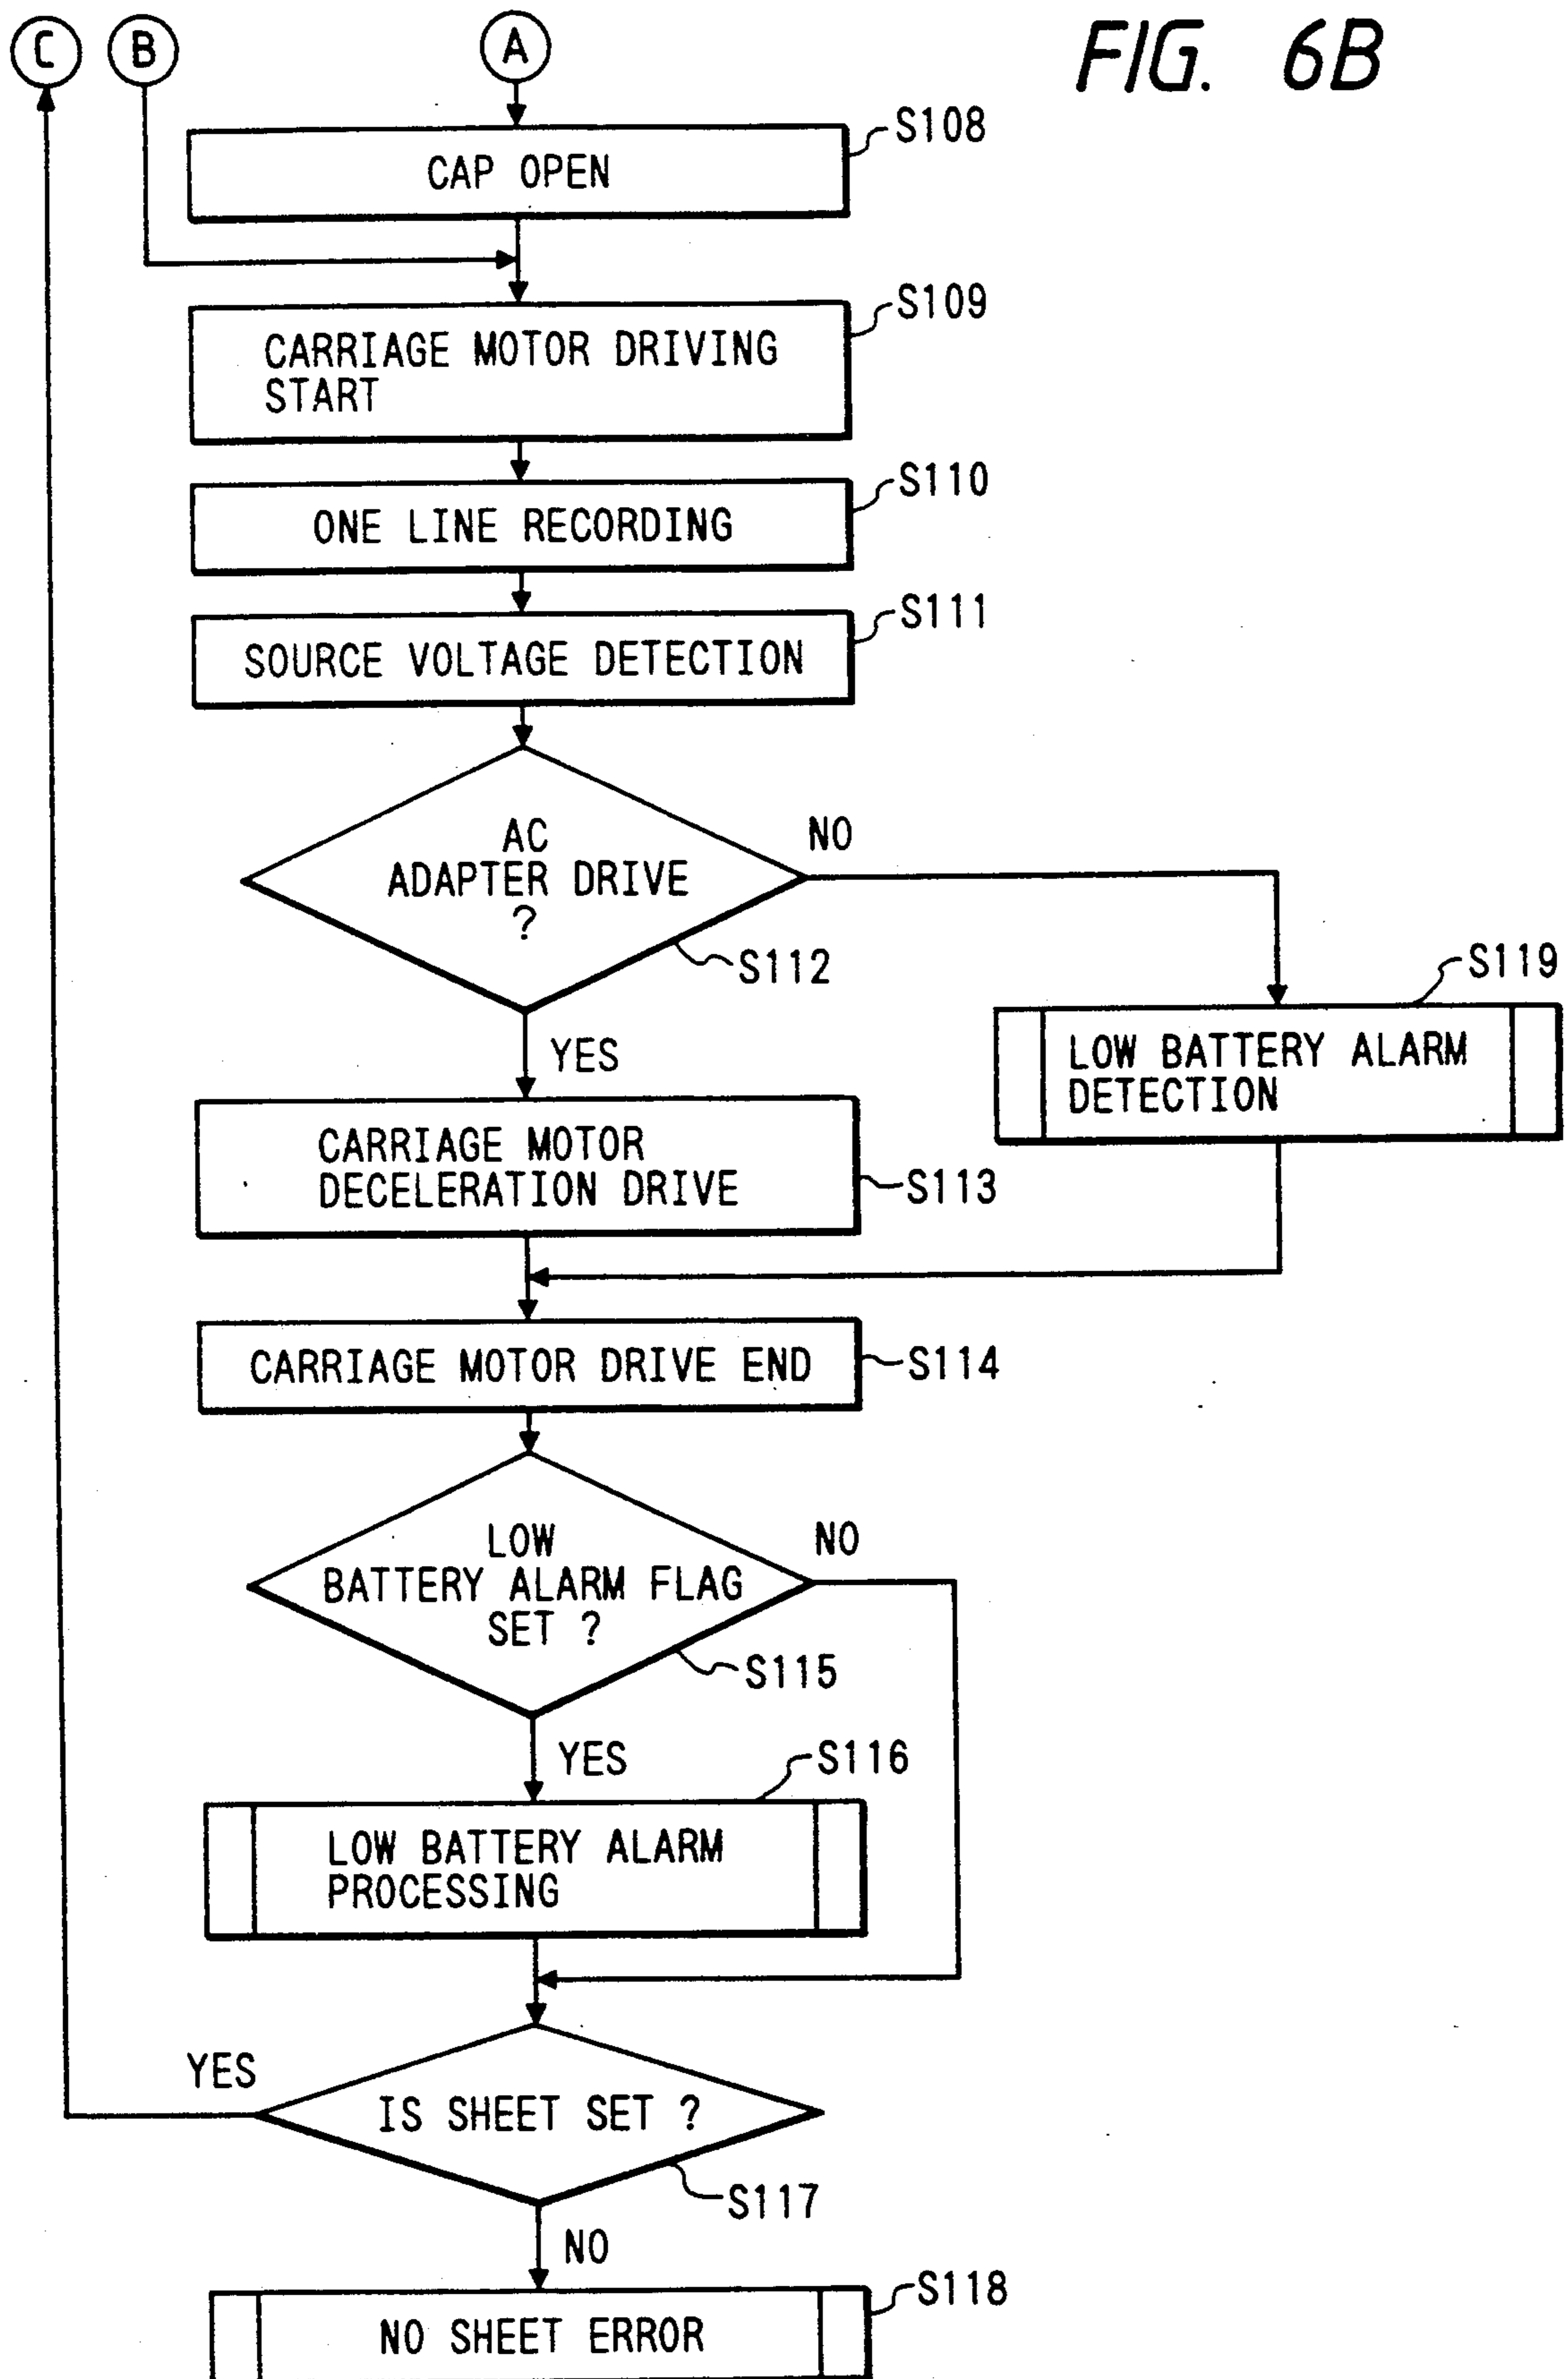 FIG. 6B
C
B
A
CAP OPEN
S108
CARRIAGE MOTOR DRIVING
START
S109
ONE LINE RECORDING
S110
SOURCE VOLTAGE DETECTION
S111
AC
ADAPTER DRIVE
?
S112
NO
YES
LOW BATTERY ALARM
DETECTION
S119
CARRIAGE MOTOR
DECELERATION DRIVE
S113
CARRIAGE MOTOR DRIVE END
S114
LOW
BATTERY ALARM FLAG
SET ?
S115
NO
YES
LOW BATTERY ALARM
PROCESSING
S116
IS SHEET SET ?
S117
YES
NO
NO SHEET ERROR
S118